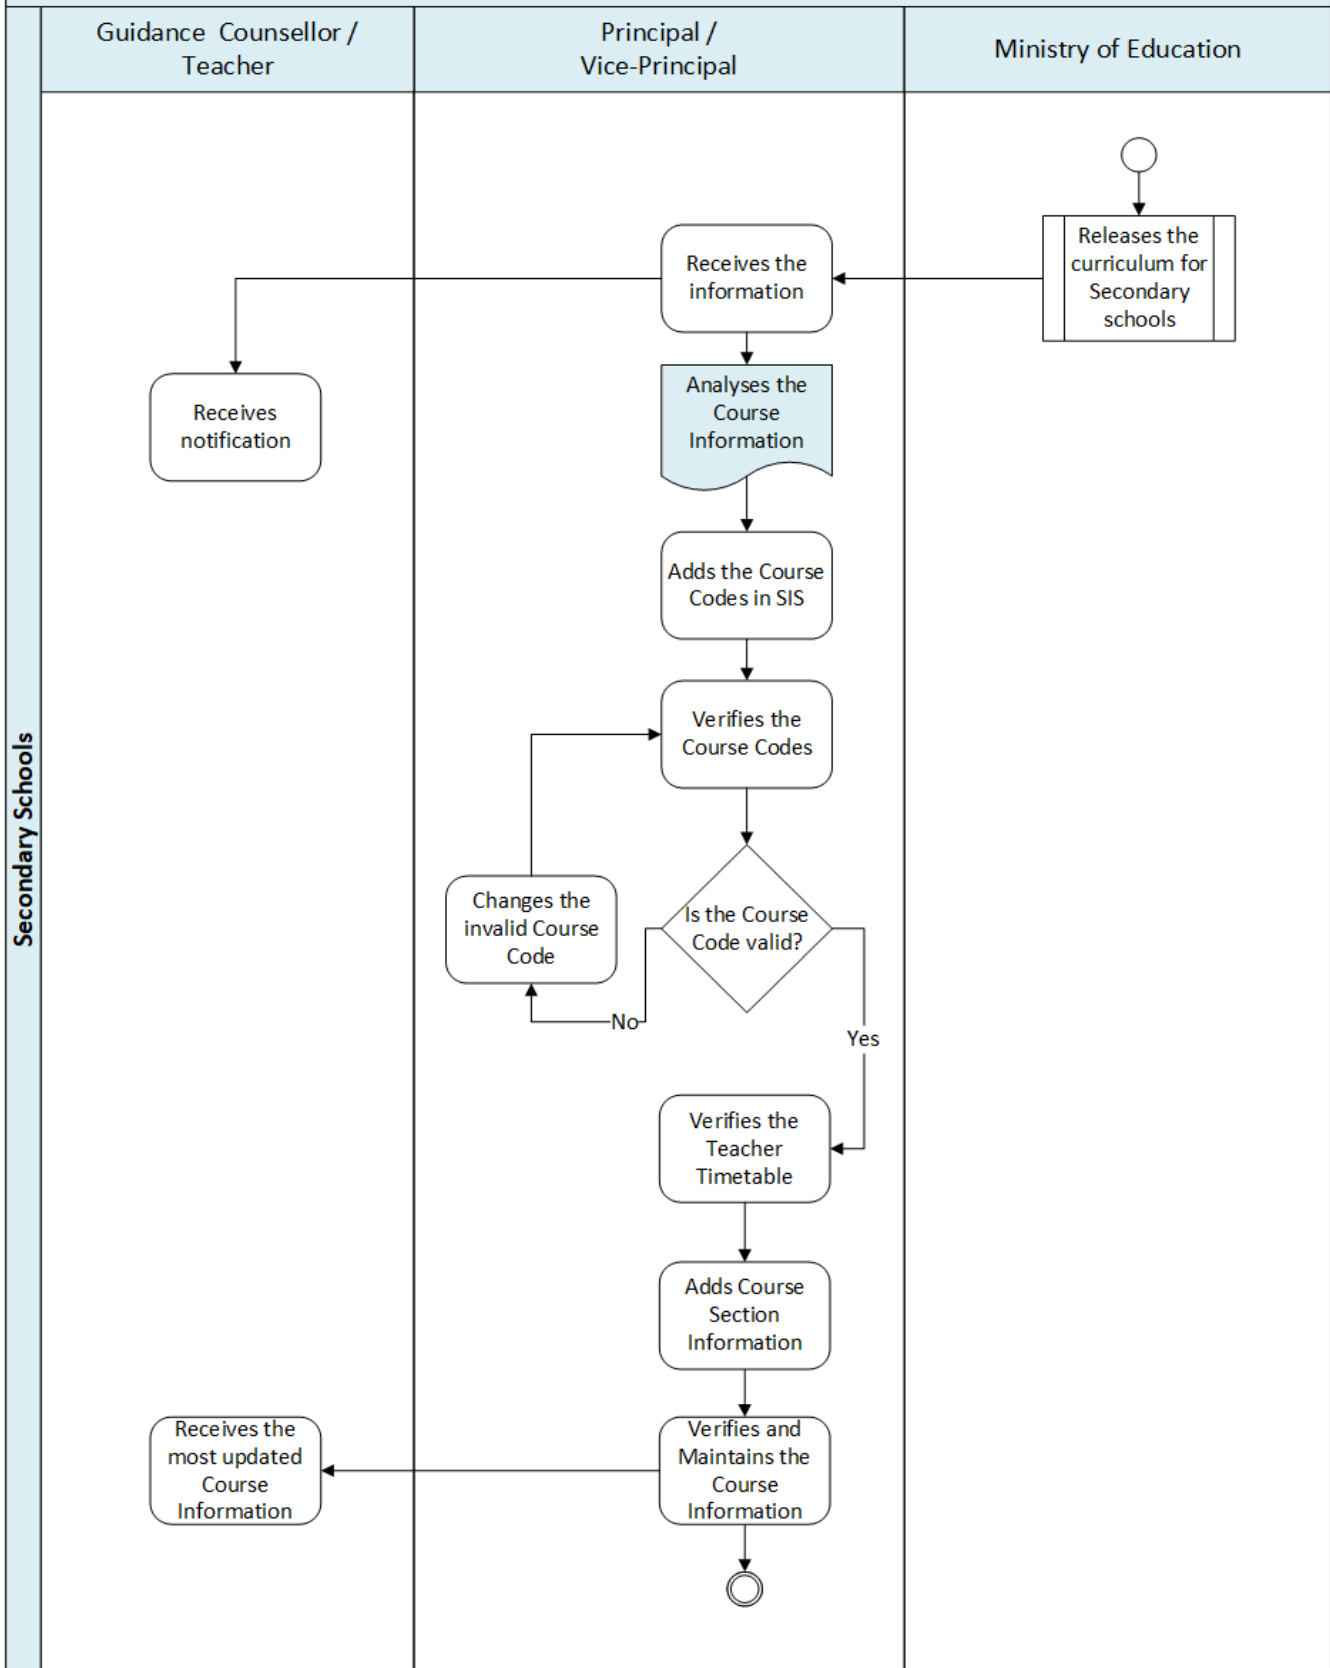 Guidance Counsellor /
Teacher
Principal /
Vice-Principal
Ministry of Education
Secondary Schools
Releases the
curriculum for
Secondary
schools
Receives the
information
Receives
notification
Analyses the
Course
Information
Adds the Course
Codes in SIS
Verifies the
Course Codes
Changes the
invalid Course
Code
Is the Course
Code valid?
No
Yes
Verifies the
Teacher
Timetable
Adds Course
Section
Information
Receives the
most updated
Course
Information
Verifies and
Maintains the
Course
Information